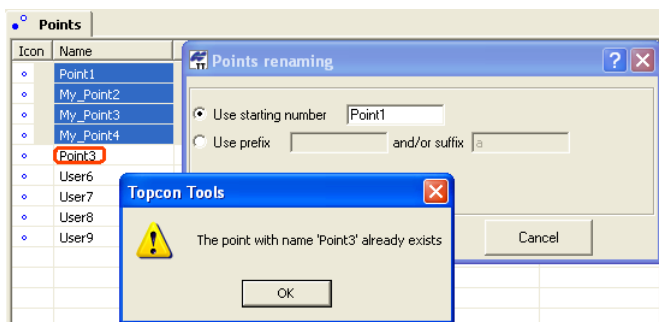 Points
Icon Name
Points renaming
Point1
My_Point2
My_Point3
My_Point4
Point3
User6
User7
User8
User9
Use starting number Point1
Use prefix and/or suffix a
Topcon Tools
The point with name 'Point3' already exists
OK
Cancel